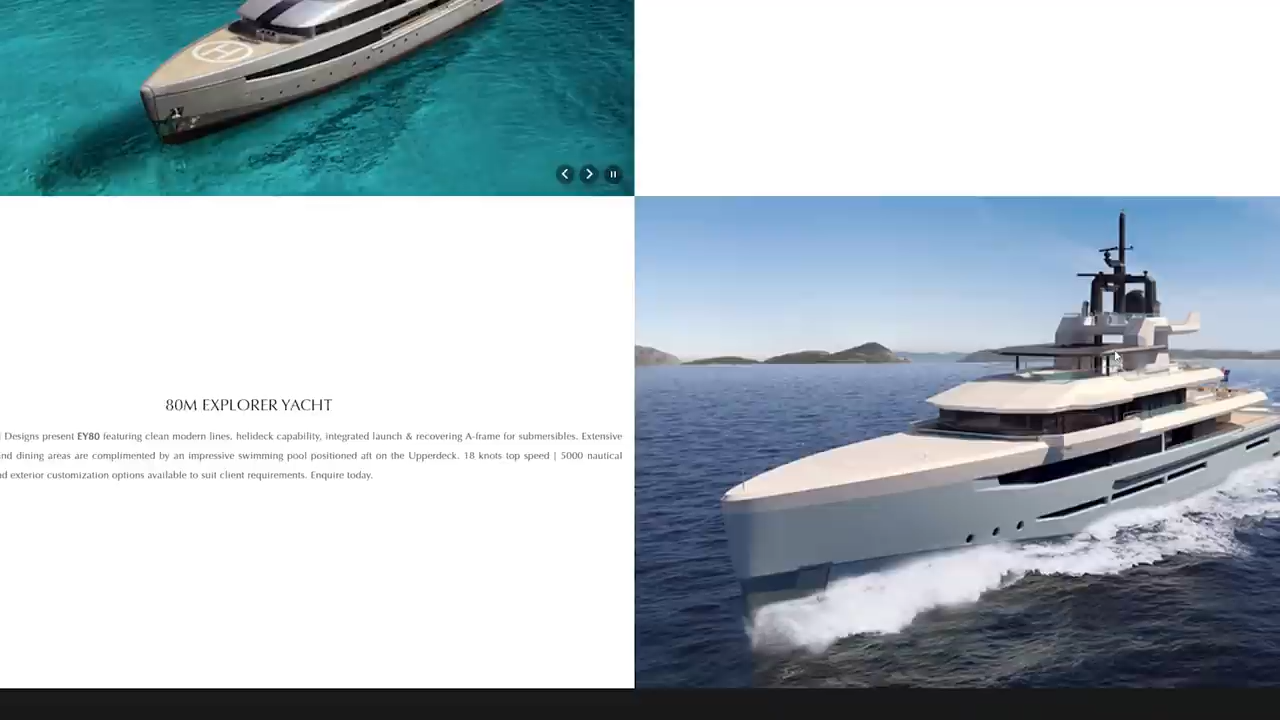 H
80M EXPLORER YACHT
Designs present EY80 featuring clean modern lines, helideck capability, integrated launch & recovering A-frame for submersibles. Extensive
and dining areas are complimented by an impressive swimming pool positioned aft on the Upperdeck. 18 knots top speed | 5000 nautical
and exterior customization options available to suit client requirements. Enquire today.